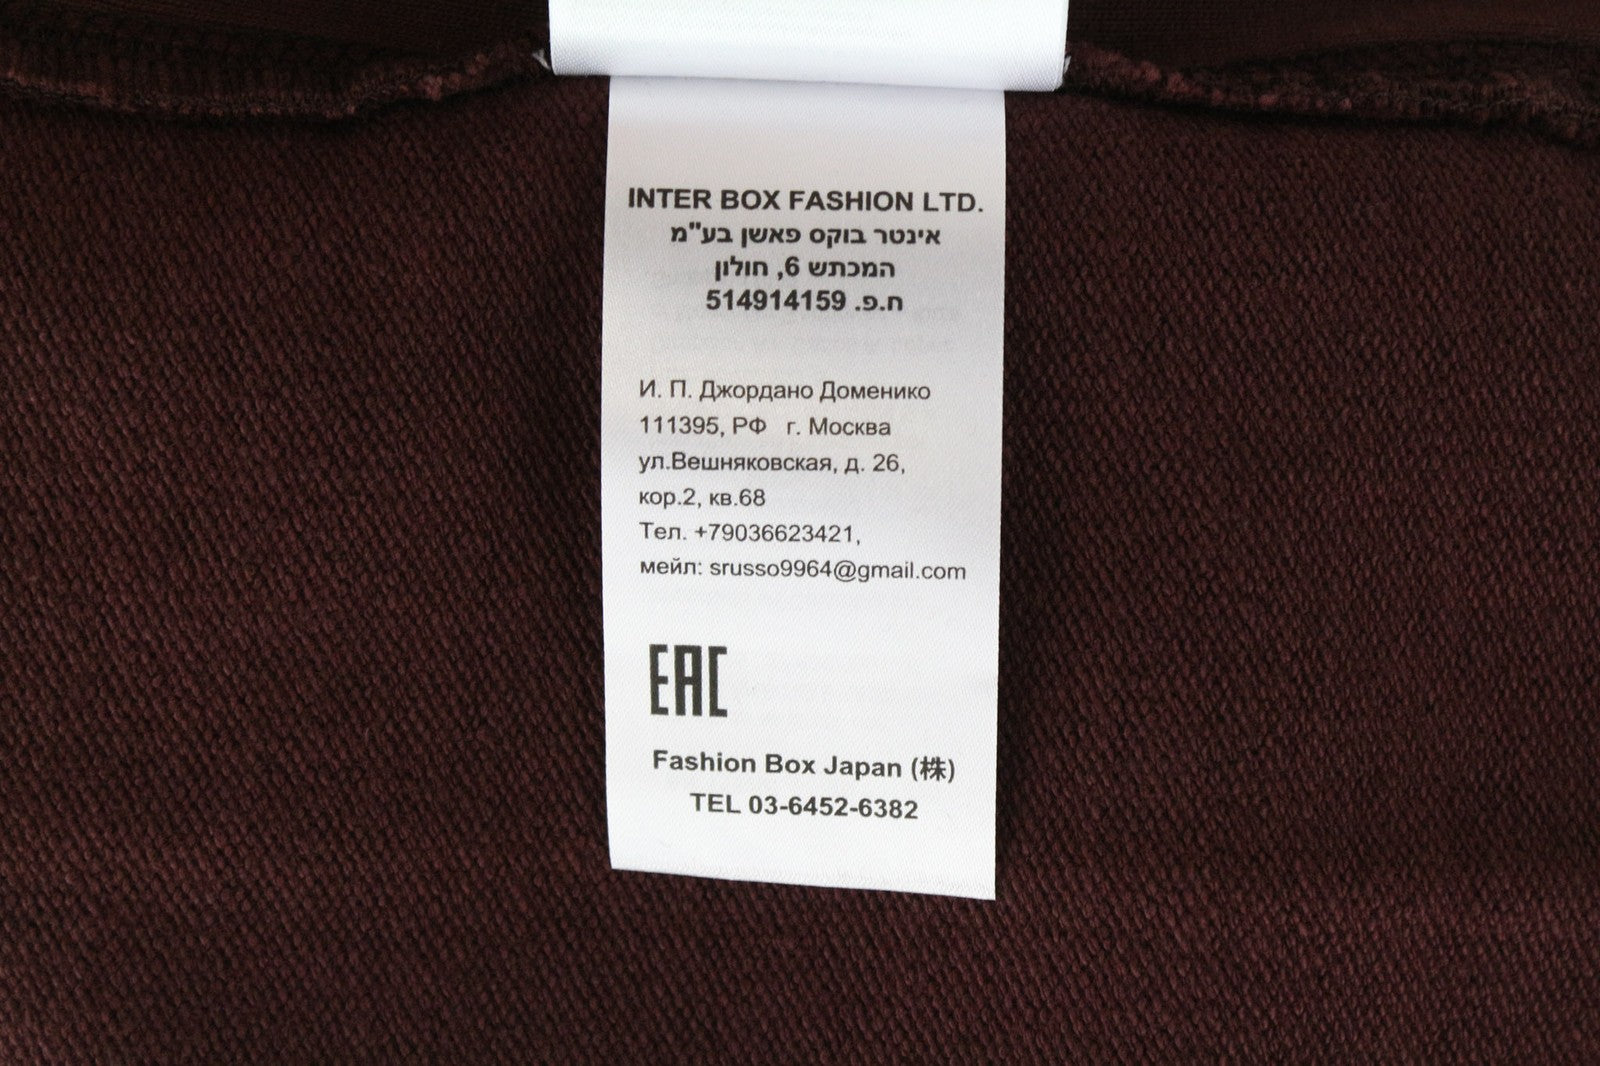 INTER BOX FASHION LTD.
אינטר בוקס פאשן בע"מ
המכתש 6, חולון
ח.פ. 514914159
И. П. Джордано Доменико
111395, РФ г. Москва
ул.Вешняковская, д. 26,
кор.2, кв.68
Тел. +79036623421,
мейл: srusso9964@gmail.com
EAC
Fashion Box Japan (株)
TEL 03-6452-6382